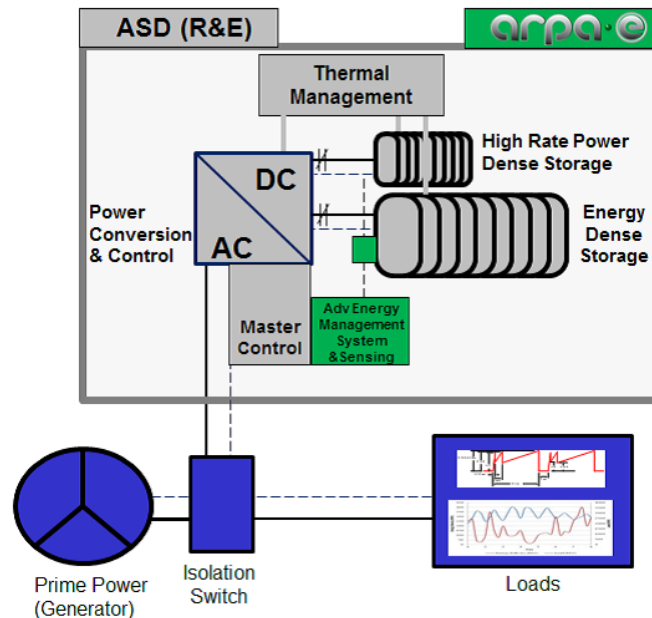 ASD (R&E)
arpa·e
Thermal
Management
High Rate Power
Dense Storage
DC
AC
Power
Conversion
& Control
Energy
Dense
Storage
Master
Control
Adv Energy
Management
System
&Sensing
Prime Power
(Generator)
Isolation
Switch
Loads